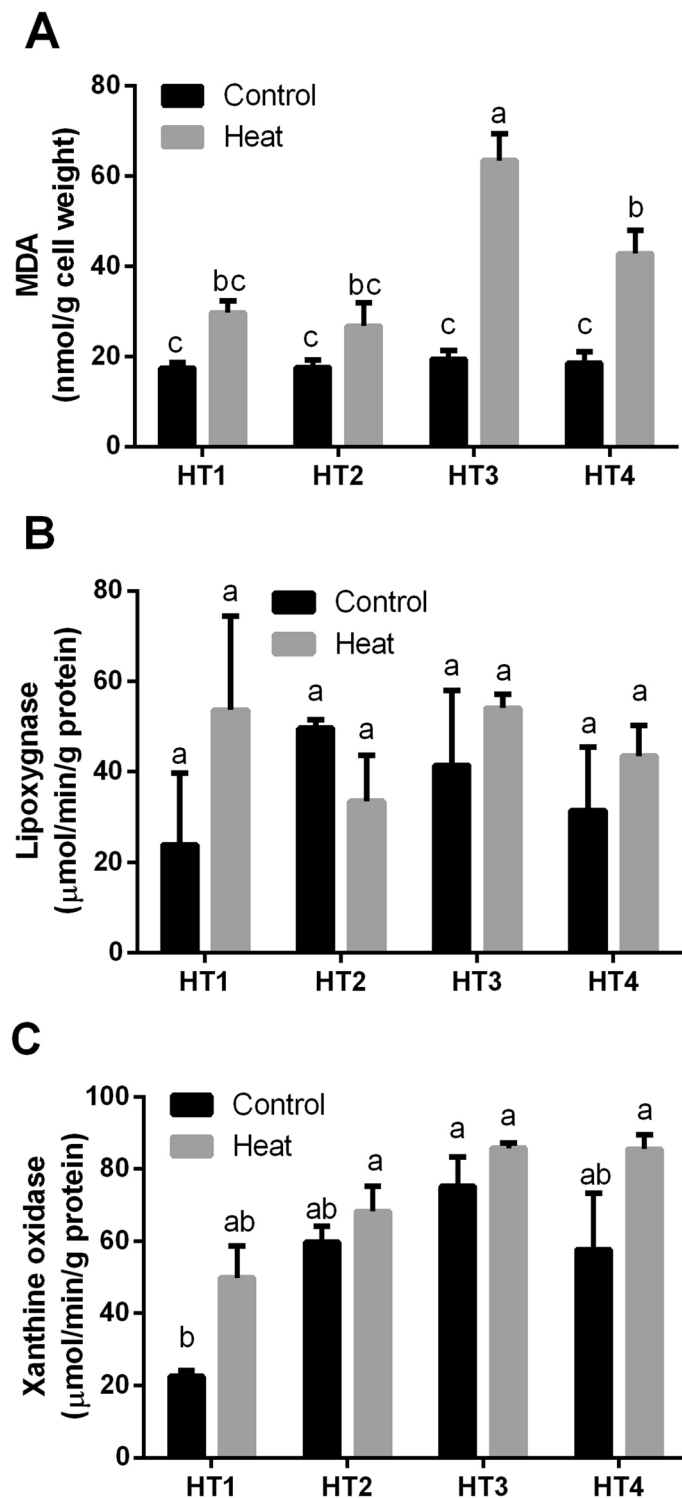 A
80
Control
a
Heat
60
b
MDA
(nmol/g cell weight)
40
bc
bc
c
c
c
c
20
0
HT1
HT2
HT3
HT4
B
80
a
Control
Heat
a
a
60
a
a
a
a
Lipoxygnase
(μmol/min/g protein)
40
a
20
0
HT1
HT2
HT3
HT4
C
100
Control
a
a
a
Heat
80
a
ab
Xanthine oxidase
(μmol/min/g protein)
60
ab
ab
40
b
20
0
HT1
HT2
HT3
HT4